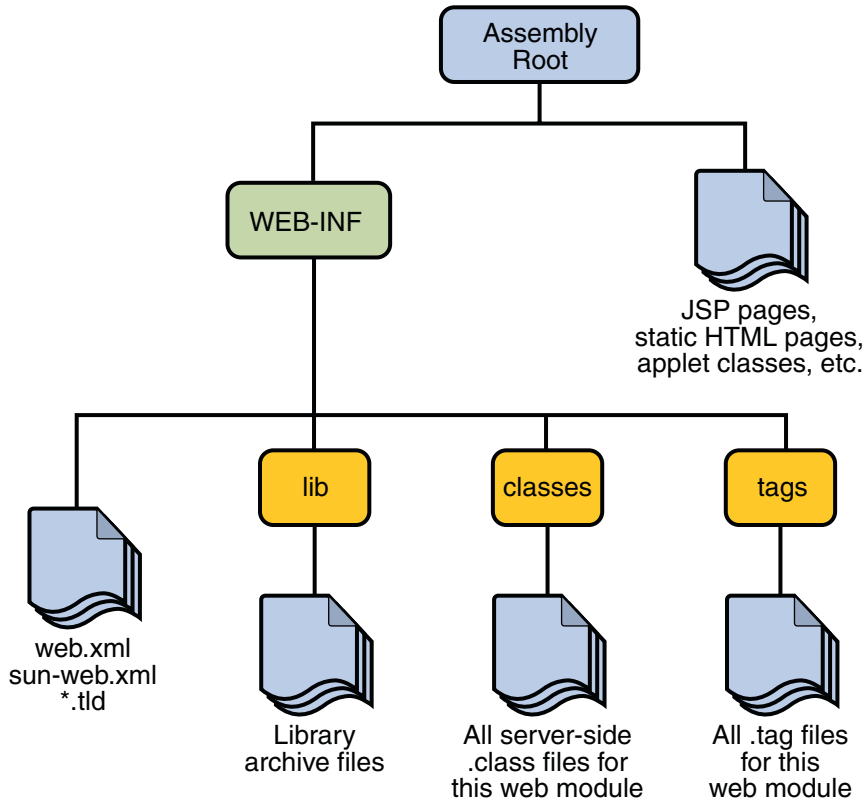 Assembly
Root
WEB-INF
JSP pages,
static HTML pages,
applet classes, etc.
lib
classes
tags
web.xml
sun-web.xml
*.tld
Library
archive files
All server-side
.class files for
this web module
All .tag files
for this
web module